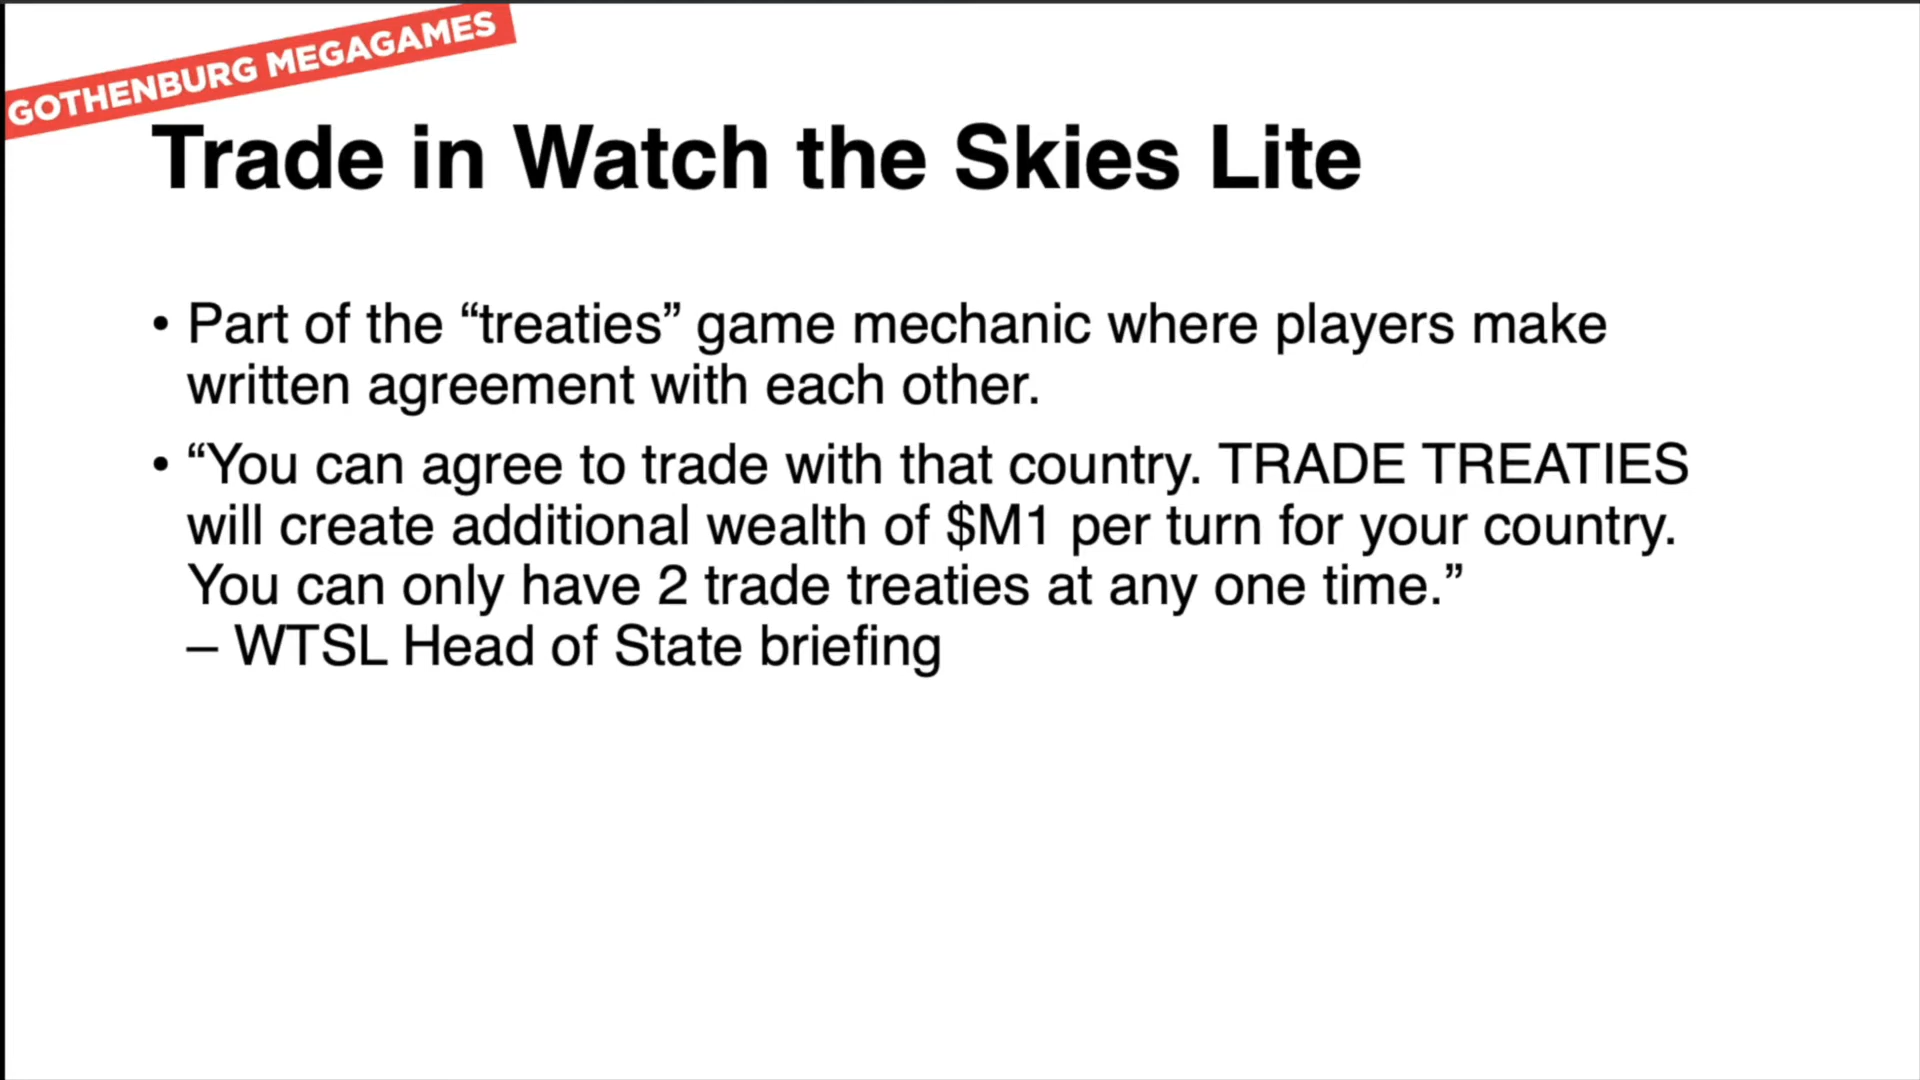 GOTHENBURG MEGAGAMES
Trade in Watch the Skies Lite
• Part of the “treaties” game mechanic where players make
written agreement with each other.
• “You can agree to trade with that country. TRADE TREATIES
will create additional wealth of $M1 per turn for your country.
You can only have 2 trade treaties at any one time.”
– WTSL Head of State briefing